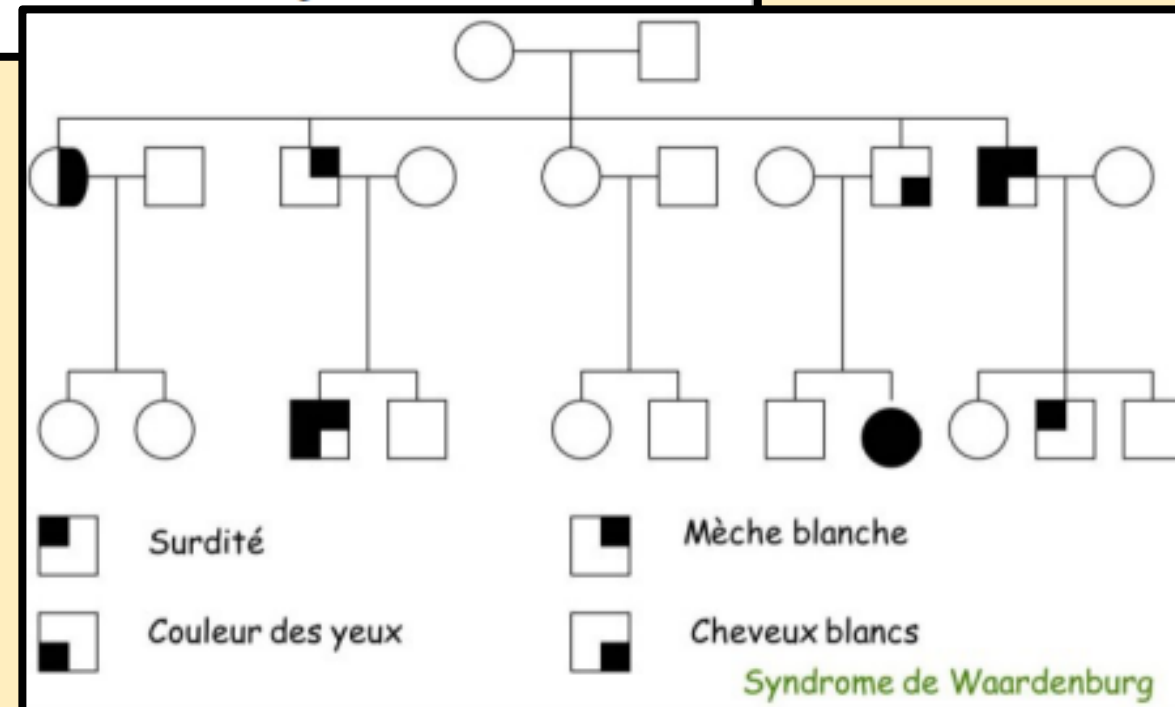 Surdité
Mèche blanche
Couleur des yeux
Cheveux blancs
Syndrome de Waardenburg